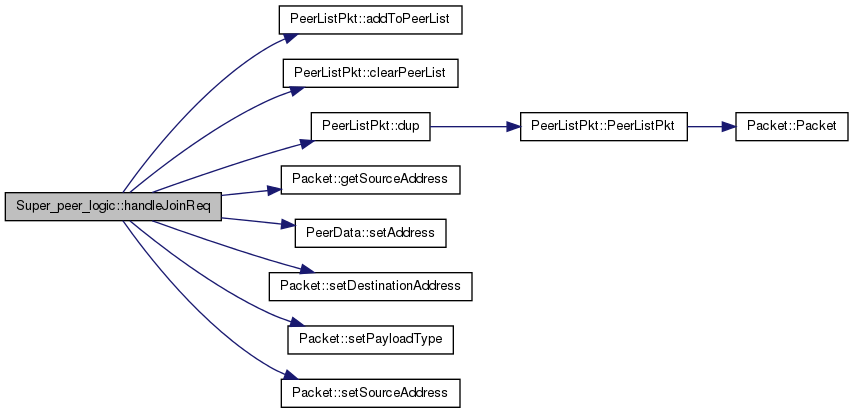 PeerListPkt::addToPeerList
PeerListPkt::clearPeerList
PeerListPkt::dup
PeerListPkt::PeerListPkt
Packet::Packet
Packet::getSourceAddress
Super_peer_logic::handleJoinReq
PeerData::setAddress
Packet::setDestinationAddress
Packet::setPayloadType
Packet::setSourceAddress